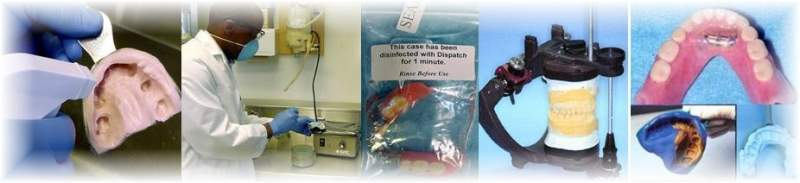 SEA
This case has been
disinfected with Dispatch
for 1 minute.
Rinse Before Use